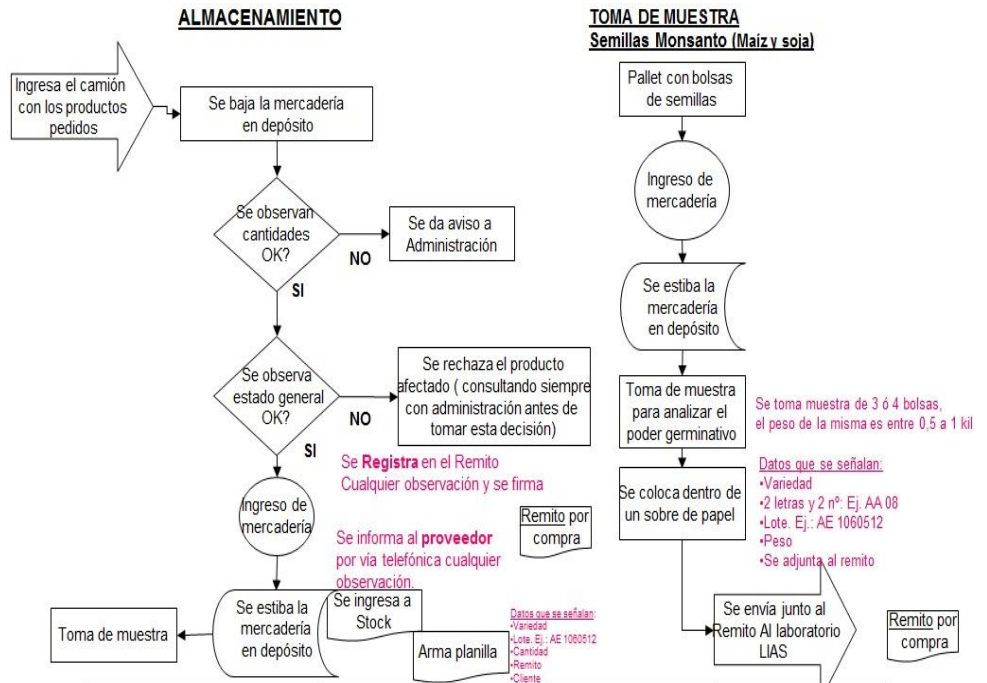 ALMACENAMIENTO
Ingresa el camión
con los productos
pedidos
Se baja la mercadería
en depósito
Se observan
cantidades
OK?
NO
Se da aviso a
Administración
SI
Se observa
estado general
OK?
NO
Se rechaza el producto
afectado ( consultando siempre
con administración antes de
tomar esta decisión)
SI
Se Registra en el Remito
Cualquier observación y se firma
Ingreso de
mercadería
Remito por
compra
Se informa al proveedor
por vía telefónica cualquier
observación.
Se estiba la
mercadería
en depósito
Toma de muestra
Se ingresa a
Stock
Arma planilla
Datos que se señalan:
•Variedad
•Lote. Ej.: AE 1060512
•Cantidad
•Remito
•Cliente
TOMA DE MUESTRA
Semillas Monsanto (Maíz y soja)
Pallet con bolsas
de semillas
Ingreso de
mercadería
Se estiba la
mercadería
en depósito
Toma de muestra
para analizar el
poder germinativo
Se toma muestra de 3 ó 4 bolsas,
el peso de la misma es entre 0,5 a 1 kil
Se coloca dentro de
un sobre de papel
Datos que se señalan:
•Variedad
•2 letras y 2 nº: Ej. AA 08
•Lote. Ej.: AE 1060512
•Peso
•Se adjunta al remito
Se envía junto al
Remito Al laboratorio
LIAS
Remito por
compra